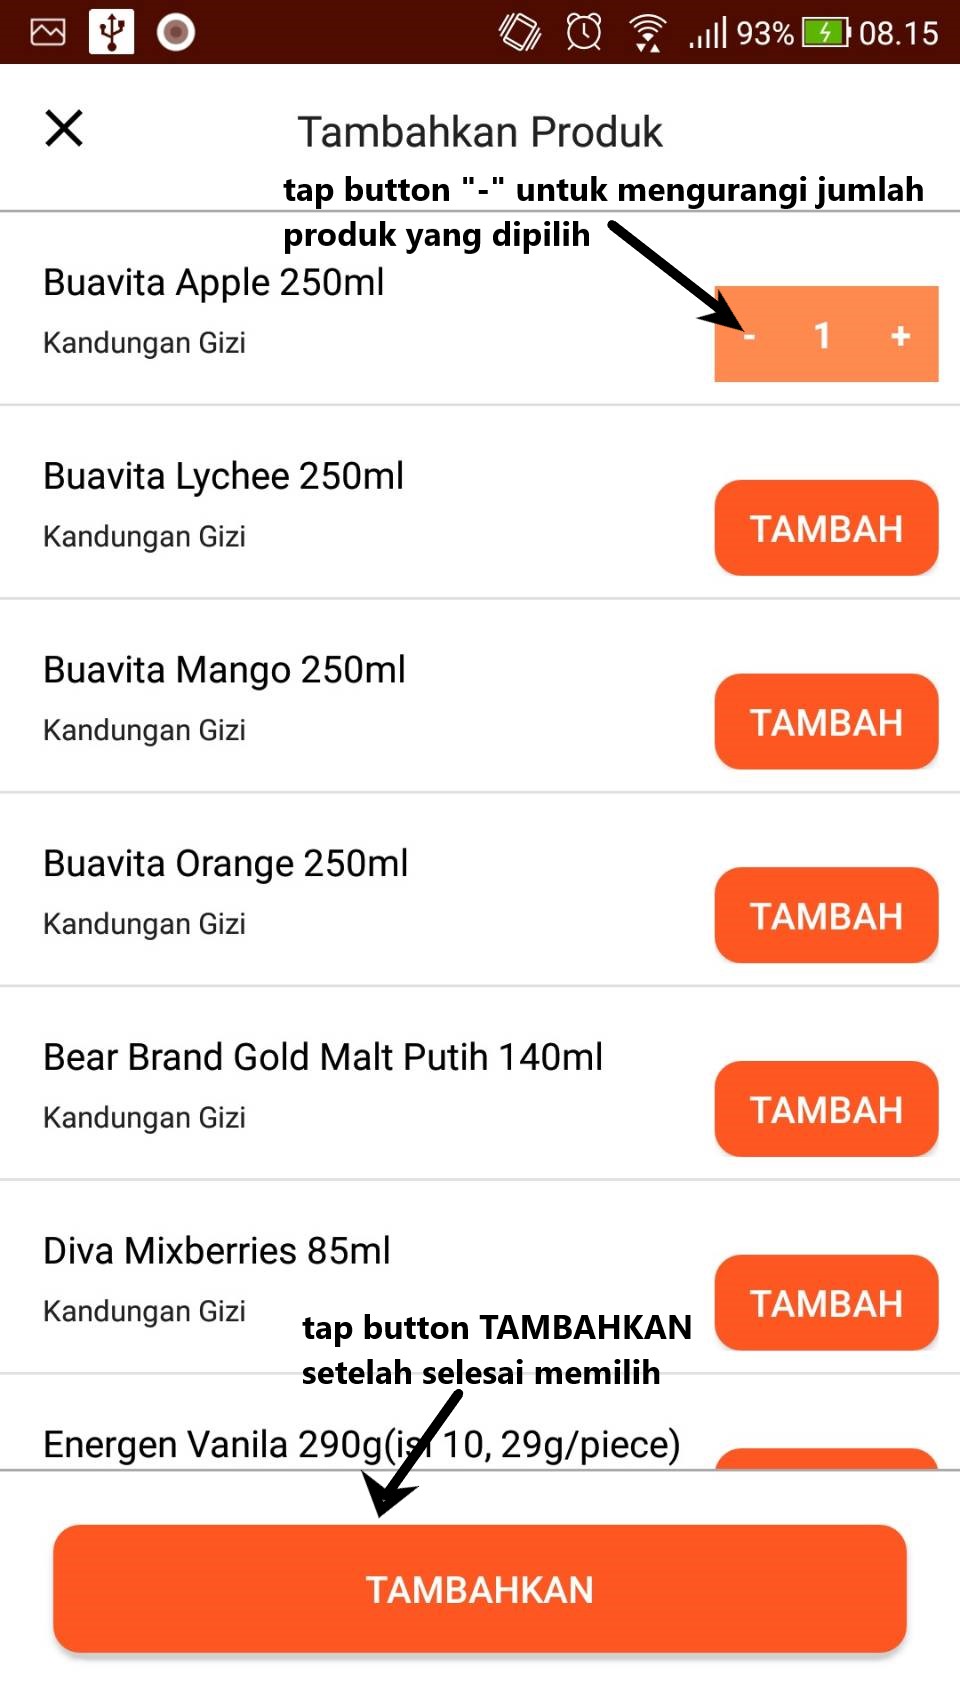 93% 08.15
Tambahkan Produk
tap button "-" untuk mengurangi jumlah
produk yang dipilih
Buavita Apple 250ml
Kandungan Gizi
- 1 +
Buavita Lychee 250ml
Kandungan Gizi
TAMBAH
Buavita Mango 250ml
Kandungan Gizi
TAMBAH
Buavita Orange 250ml
Kandungan Gizi
TAMBAH
Bear Brand Gold Malt Putih 140ml
Kandungan Gizi
TAMBAH
Diva Mixberries 85ml
Kandungan Gizi
TAMBAH
tap button TAMBAHKAN
setelah selesai memilih
Energen Vanila 290g(isi 10, 29g/piece)
TAMBAHKAN